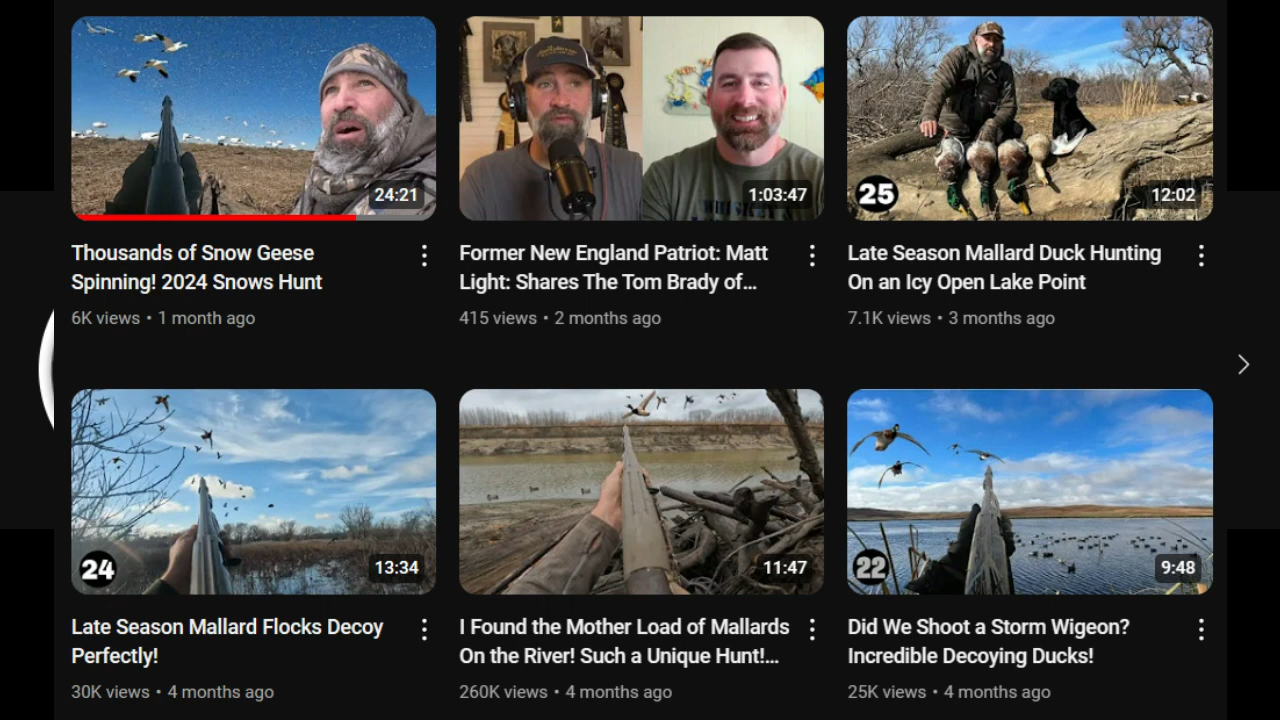 24:21
1:03:47
25
12:02
Thousands of Snow Geese
Spinning! 2024 Snows Hunt
6K views • 1 month ago
Former New England Patriot: Matt
Light: Shares The Tom Brady of...
415 views • 2 months ago
Late Season Mallard Duck Hunting
On an Icy Open Lake Point
7.1K views • 3 months ago
24
13:34
11:47
22
9:48
Late Season Mallard Flocks Decoy
Perfectly!
30K views • 4 months ago
I Found the Mother Load of Mallards
On the River! Such a Unique Hunt!...
260K views • 4 months ago
Did We Shoot a Storm Wigeon?
Incredible Decoying Ducks!
25K views • 4 months ago